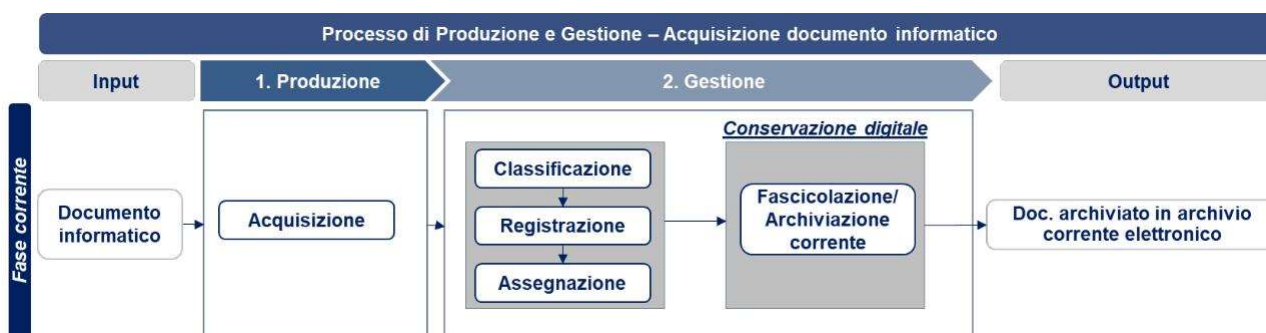 Processo di Produzione e Gestione – Acquisizione documento informatico
Input
1. Produzione
2. Gestione
Output
Fase corrente
Documento
informatico
Acquisizione
Classificazione
Registrazione
Assegnazione
Conservazione digitale
Fascicolazione/
Archiviazione
corrente
Doc. archiviato in archivio
corrente elettronico